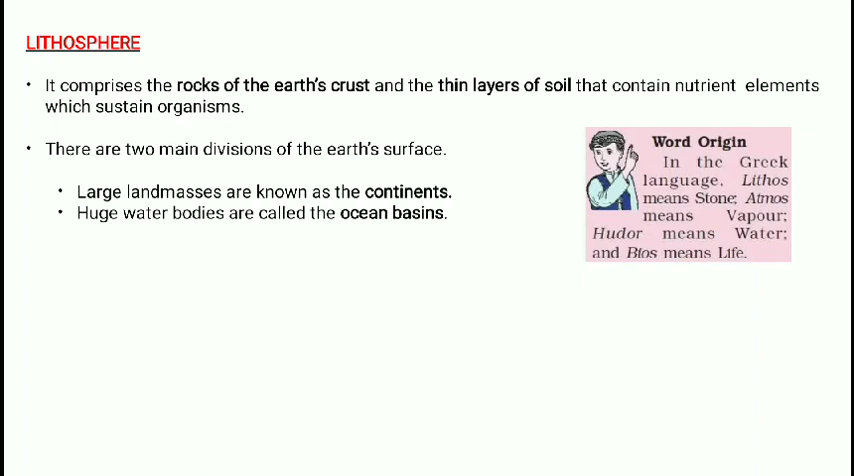 LITHOSPHERE
• It comprises the rocks of the earth's crust and the thin layers of soil that contain nutrient elements
which sustain organisms.
• There are two main divisions of the earth's surface.
• Large landmasses are known as the continents.
• Huge water bodies are called the ocean basins.
Word Origin
In the Greek
language, Lithos
means Stone; Atmos
means Vapour;
Hudor means Water;
and Bios means Life.